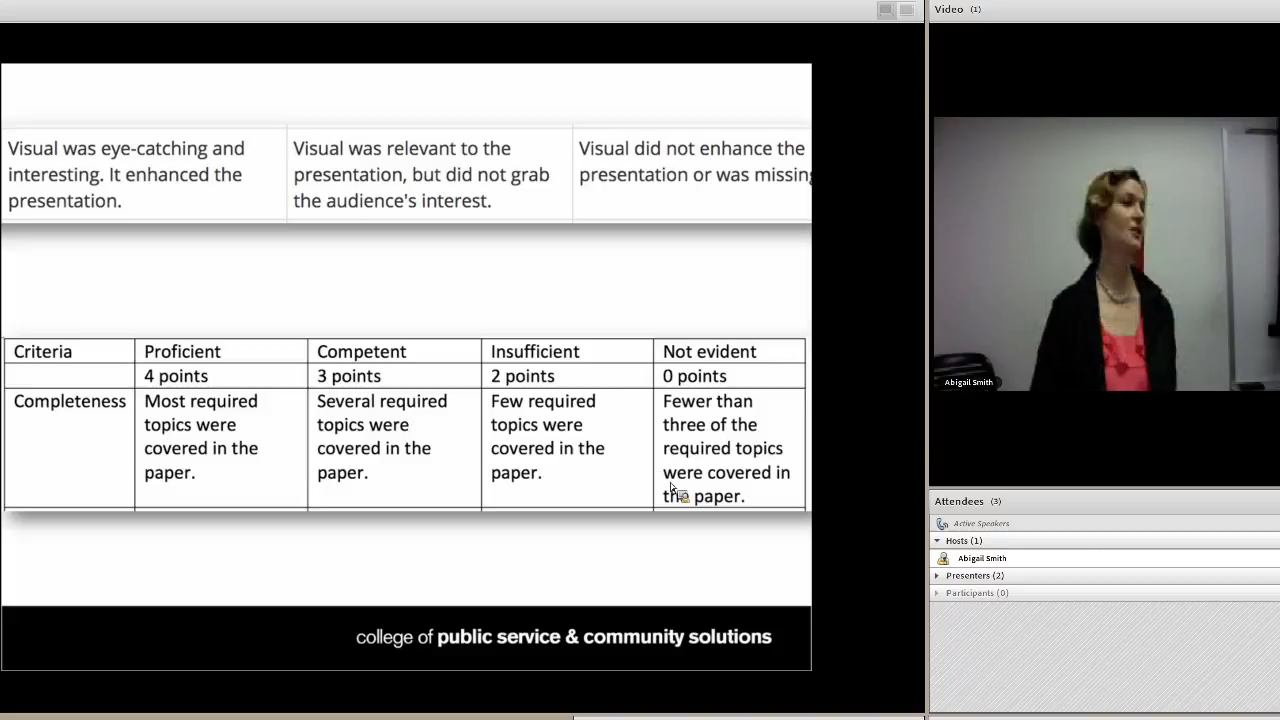 Visual was eye-catching and
interesting. It enhanced the
presentation.
Visual was relevant to the
presentation, but did not grab
the audience's interest.
Visual did not enhance the
presentation or was missing
Criteria
Proficient
Competent
Insufficient
Not evident
4 points
3 points
2 points
0 points
Completeness
Most required
topics were
covered in the
paper.
Several required
topics were
covered in the
paper.
Few required
topics were
covered in the
paper.
Fewer than
three of the
required topics
were covered in
the paper.
college of public service & community solutions
Video (1)
Abigail Smith
Attendees (3)
Active Speakers
Hosts (1)
Abigail Smith
Presenters (2)
Participants (0)